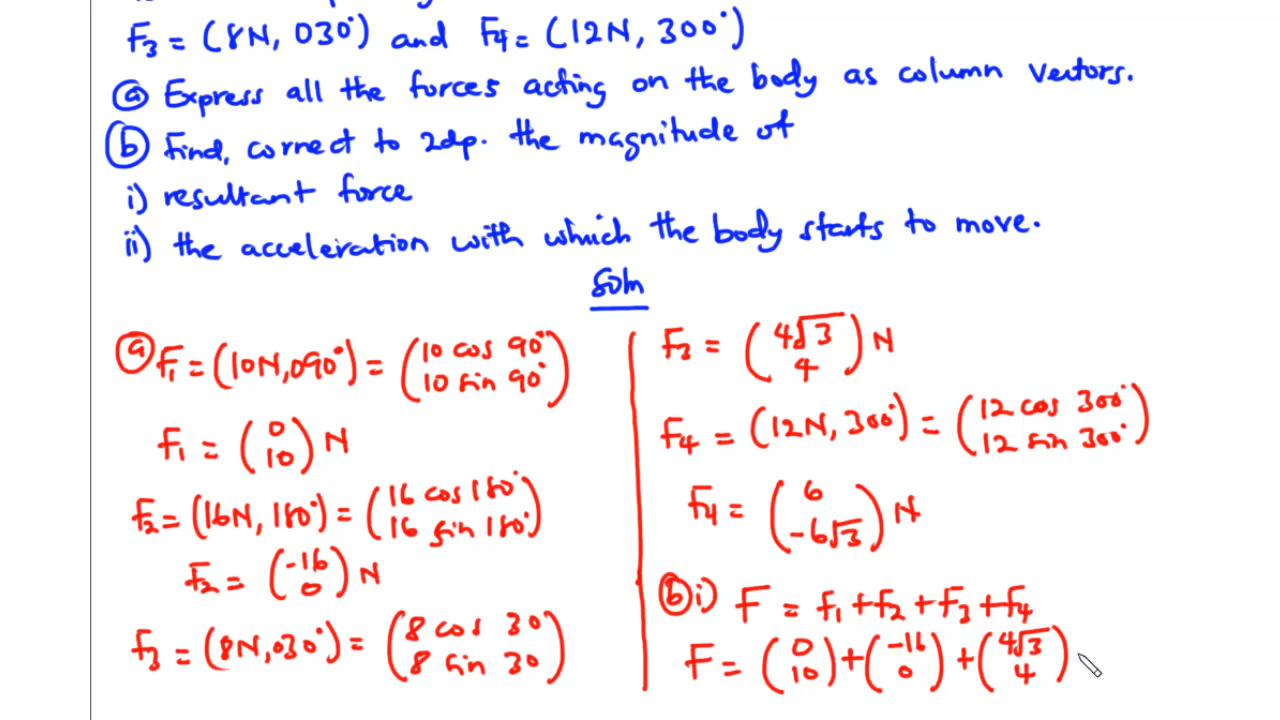 F₃ = (8N, 030°) and F₄ = (12N, 300°)
ⓐ Express all the forces acting on the body as column vectors.
ⓑ Find, correct to 2dp. the magnitude of
i) resultant force
ii) the acceleration with which the body starts to move.
Soln
ⓐ F₁ = (10N, 090°) = (10 cos 90°
10 sin 90°)
F₁ = (0
10) N
F₂ = (16N, 180°) = (16 cos 180°
16 sin 180°)
F₂ = (-16
0) N
F₃ = (8N, 030°) = (8 cos 30
8 sin 30)
F₃ = (4√3
4) N
F₄ = (12N, 300°) = (12 cos 300°
12 sin 300°)
F₄ = (6
-6√3) N
ⓑ i) F = F₁ + F₂ + F₃ + F₄
F = (0
10) + (-16
0) + (4√3
4)